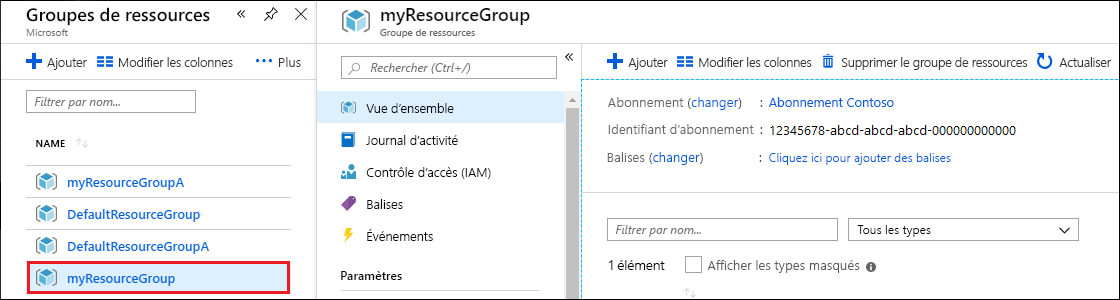 Groupes de ressources
Microsoft
Ajouter Modifier les colonnes Plus
Filtrer par nom...
NAME
myResourceGroupA
DefaultResourceGroup
DefaultResourceGroupA
myResourceGroup
myResourceGroup
Groupe de ressources
Rechercher (Ctrl+/)
Vue d'ensemble
Journal d'activité
Contrôle d'accès (IAM)
Balises
Événements
Paramètres
Ajouter Modifier les colonnes Supprimer le groupe de ressources Actualiser
Abonnement (changer) : Abonnement Contoso
Identifiant d'abonnement : 12345678-abcd-abcd-abcd-000000000000
Balises (changer) : Cliquez ici pour ajouter des balises
Filtrer par nom... Tous les types
1 élément Afficher les types masqués